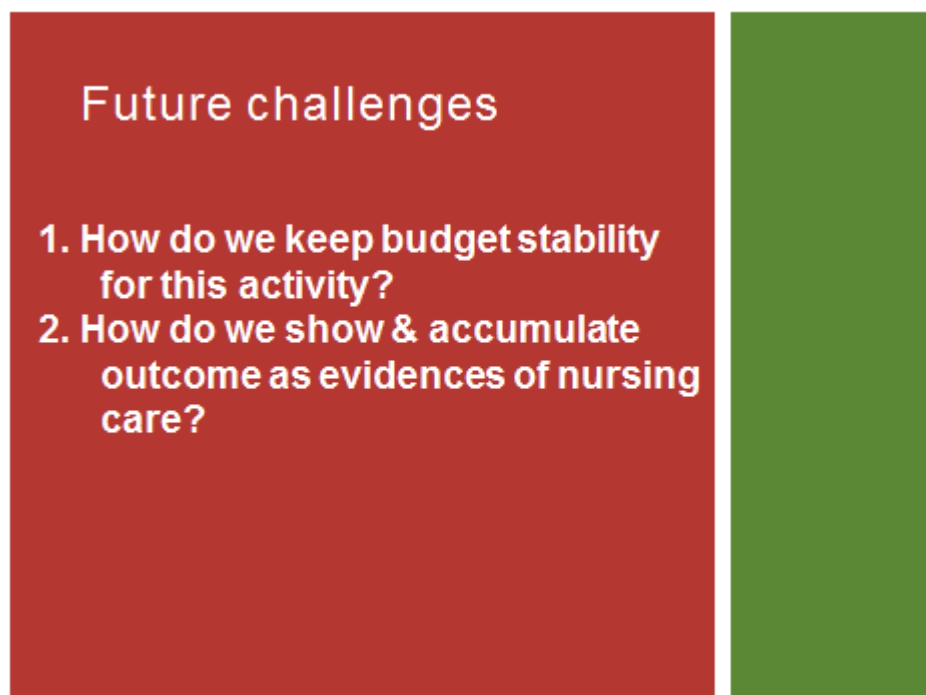 Future challenges
1. How do we keep budget stability
for this activity?
2. How do we show & accumulate
outcome as evidences of nursing
care?